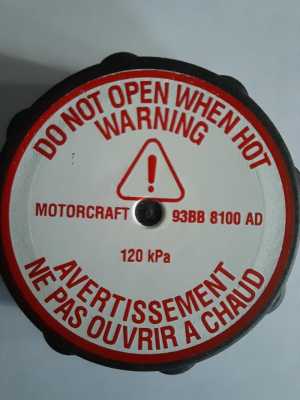 DO NOT OPEN WHEN HOT
WARNING
MOTORCRAFT 93BB 8100 AD
120 kPa
AVERTISSEMENT
NE PAS OUVRIR A CHAUD